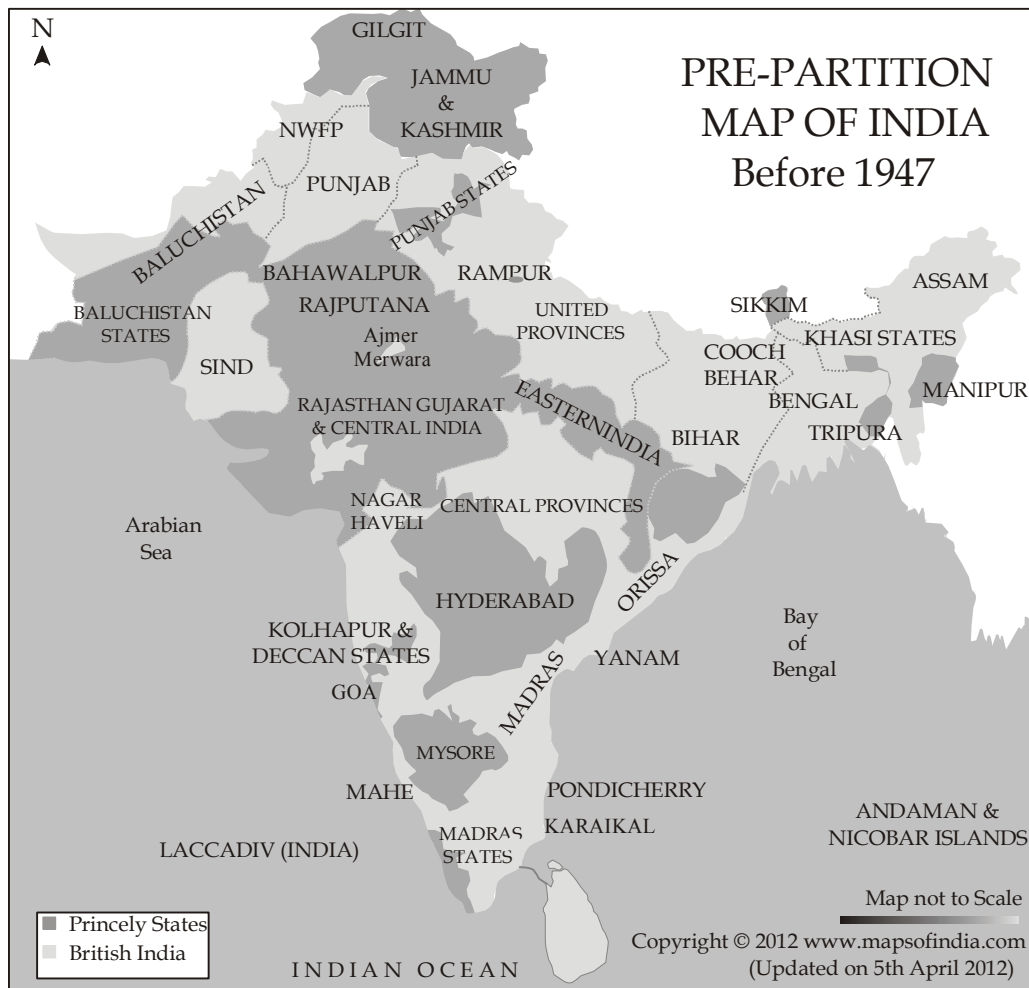 N
PRE-PARTITION
MAP OF INDIA
Before 1947
GILGIT
JAMMU
&
KASHMIR
NWFP
PUNJAB
PUNJAB STATES
BALUCHISTAN
BAHAWALPUR
RAMPUR
RAJPUTANA
BALUCHISTAN
STATES
Ajmer
Merwara
SIND
UNITED
PROVINCES
SIKKIM
ASSAM
KHASI STATES
COOCH
BEHAR
BENGAL
MANIPUR
TRIPURA
RAJASTHAN GUJARAT
& CENTRAL INDIA
EASTERNINDIA
BIHAR
NAGAR
HAVELI
CENTRAL PROVINCES
Arabian
Sea
HYDERABAD
ORISSA
Bay
of
Bengal
KOLHAPUR &
DECCAN STATES
GOA
YANAM
MADRAS
MYSORE
MAHE
PONDICHERRY
KARAIKAL
MADRAS
STATES
LACCADIV (INDIA)
ANDAMAN &
NICOBAR ISLANDS
Map not to Scale
Princely States
British India
INDIAN OCEAN
Copyright © 2012 www.mapsofindia.com
(Updated on 5th April 2012)